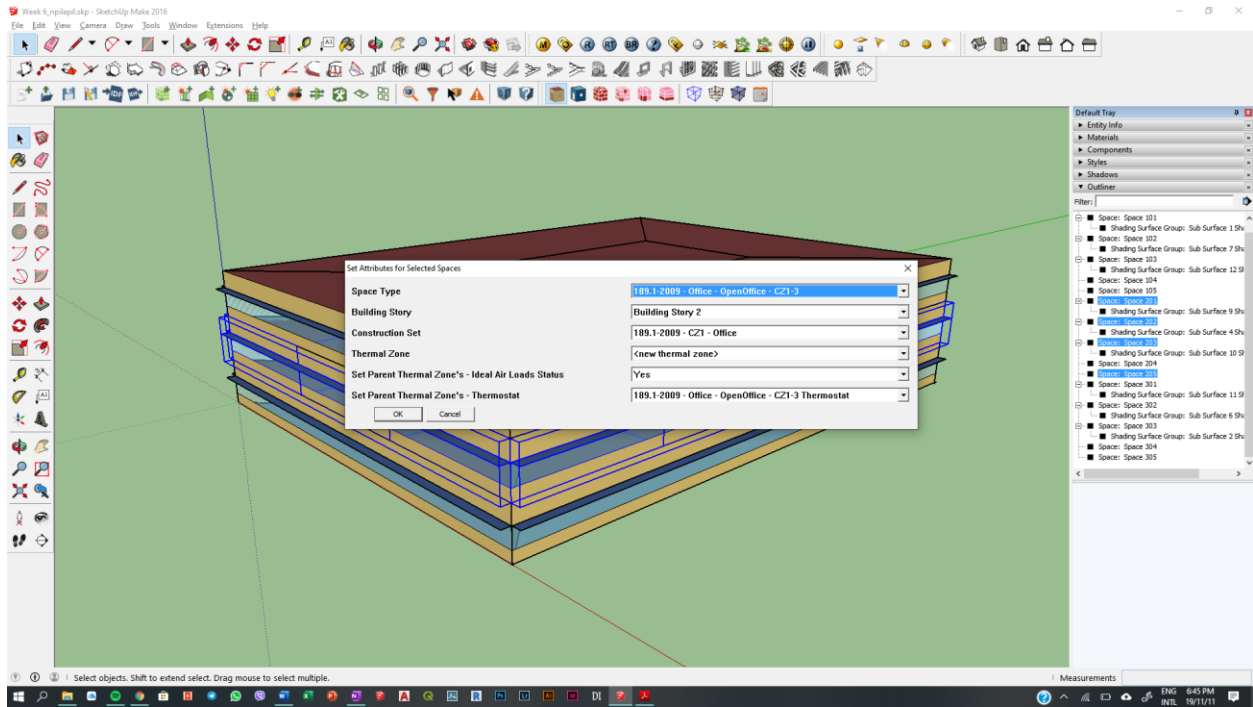 Week 6_npilapil.skp - SketchUp Make 2016
File Edit View Camera Draw Tools Window Extensions Help
Default Tray
Entity Info
Materials
Components
Styles
Shadows
Outliner
Filter:
Space: Space 101
Shading Surface Group: Sub Surface 1 Sh
Space: Space 102
Shading Surface Group: Sub Surface 7 Sh
Space: Space 103
Shading Surface Group: Sub Surface 12 S
Space: Space 104
Space: Space 105
Space: Space 201
Shading Surface Group: Sub Surface 9 Sh
Space: Space 202
Shading Surface Group: Sub Surface 4 Sh
Space: Space 203
Shading Surface Group: Sub Surface 10 S
Space: Space 204
Space: Space 205
Space: Space 301
Shading Surface Group: Sub Surface 11 S
Space: Space 302
Shading Surface Group: Sub Surface 6 Sh
Space: Space 303
Shading Surface Group: Sub Surface 2 Sh
Space: Space 304
Space: Space 305
Set Attributes for Selected Spaces
Space Type 189.1-2009 - Office - OpenOffice - CZ1-3
Building Story Building Story 2
Construction Set 189.1-2009 - CZ1 - Office
Thermal Zone <new thermal zone>
Set Parent Thermal Zone's - Ideal Air Loads Status Yes
Set Parent Thermal Zone's - Thermostat 189.1-2009 - Office - OpenOffice - CZ1-3 Thermostat
OK Cancel
Select objects. Shift to extend select. Drag mouse to select multiple.
Measurements
ENG 6:45 PM
INTL 19/11/11